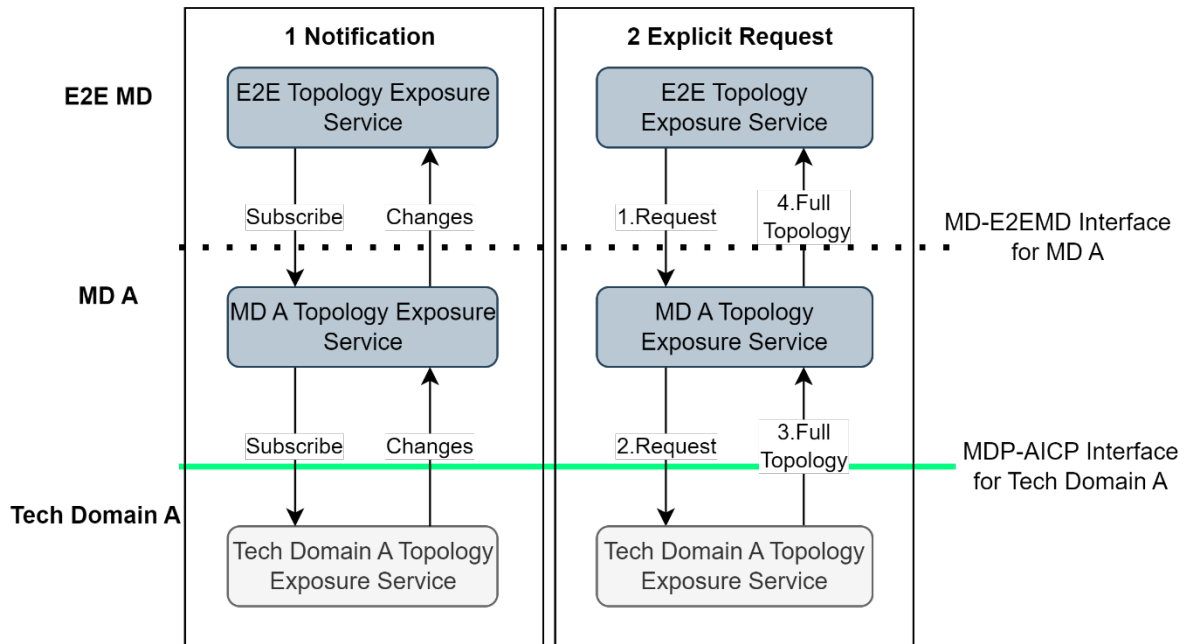 1 Notification
2 Explicit Request
E2E MD
E2E Topology Exposure
Service
E2E Topology
Exposure Service
Subscribe
Changes
1.Request
4.Full
Topology
MD-E2EMD Interface
for MD A
MD A
MD A Topology Exposure
Service
MD A Topology
Exposure Service
Subscribe
Changes
2.Request
3.Full
Topology
MDP-AICP Interface
for Tech Domain A
Tech Domain A
Tech Domain A Topology
Exposure Service
Tech Domain A Topology
Exposure Service